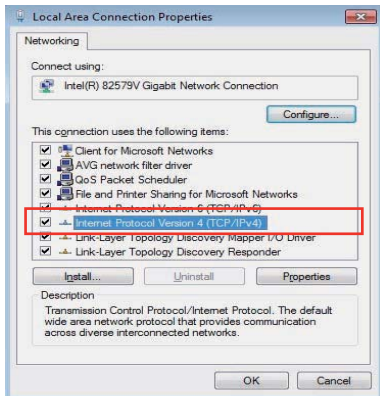 Local Area Connection Properties
Networking
Connect using:
Intel(R) 82579V Gigabit Network Connection
Configure...
This connection uses the following items:
Client for Microsoft Networks
AVG network filter driver
QoS Packet Scheduler
File and Printer Sharing for Microsoft Networks
Internet Protocol Version 6 (TCP/IPv6)
Internet Protocol Version 4 (TCP/IPv4)
Link-Layer Topology Discovery Mapper I/O Driver
Link-Layer Topology Discovery Responder
Install... Uninstall Properties
Description
Transmission Control Protocol/Internet Protocol. The default
wide area network protocol that provides communication
across diverse interconnected networks.
OK Cancel